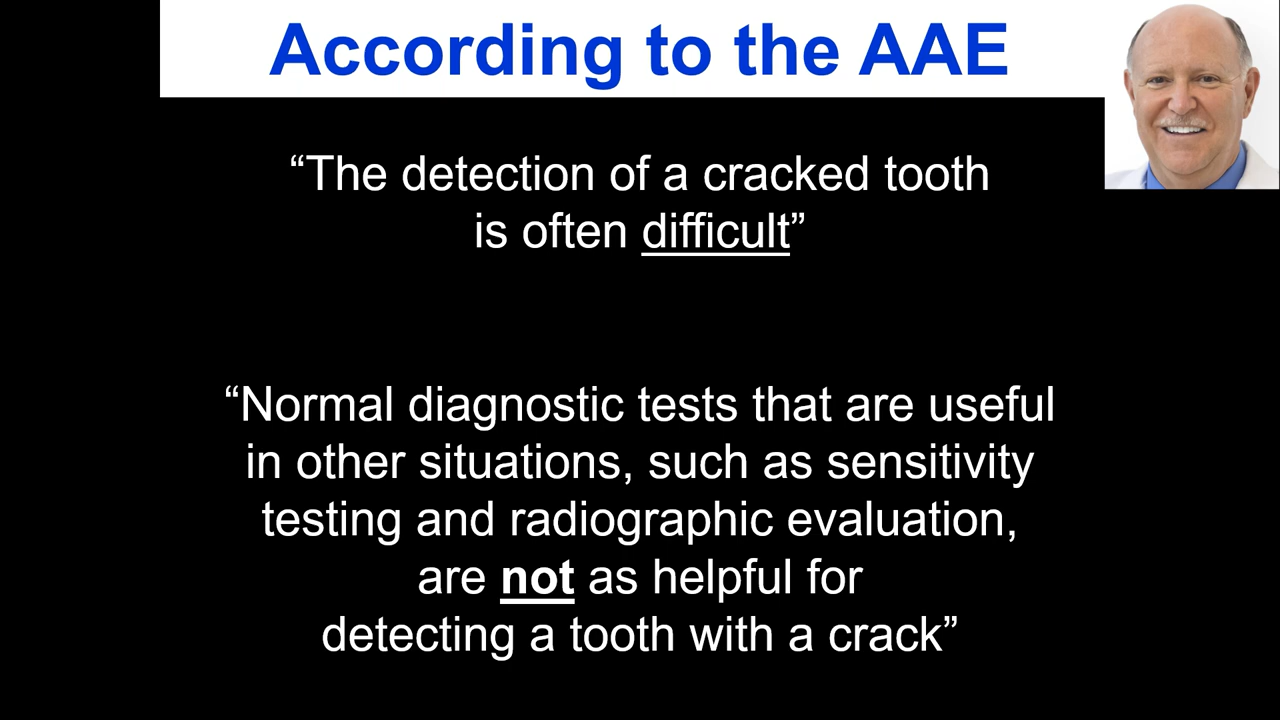 According to the AAE
“The detection of a cracked tooth
is often difficult”
“Normal diagnostic tests that are useful
in other situations, such as sensitivity
testing and radiographic evaluation,
are not as helpful for
detecting a tooth with a crack”